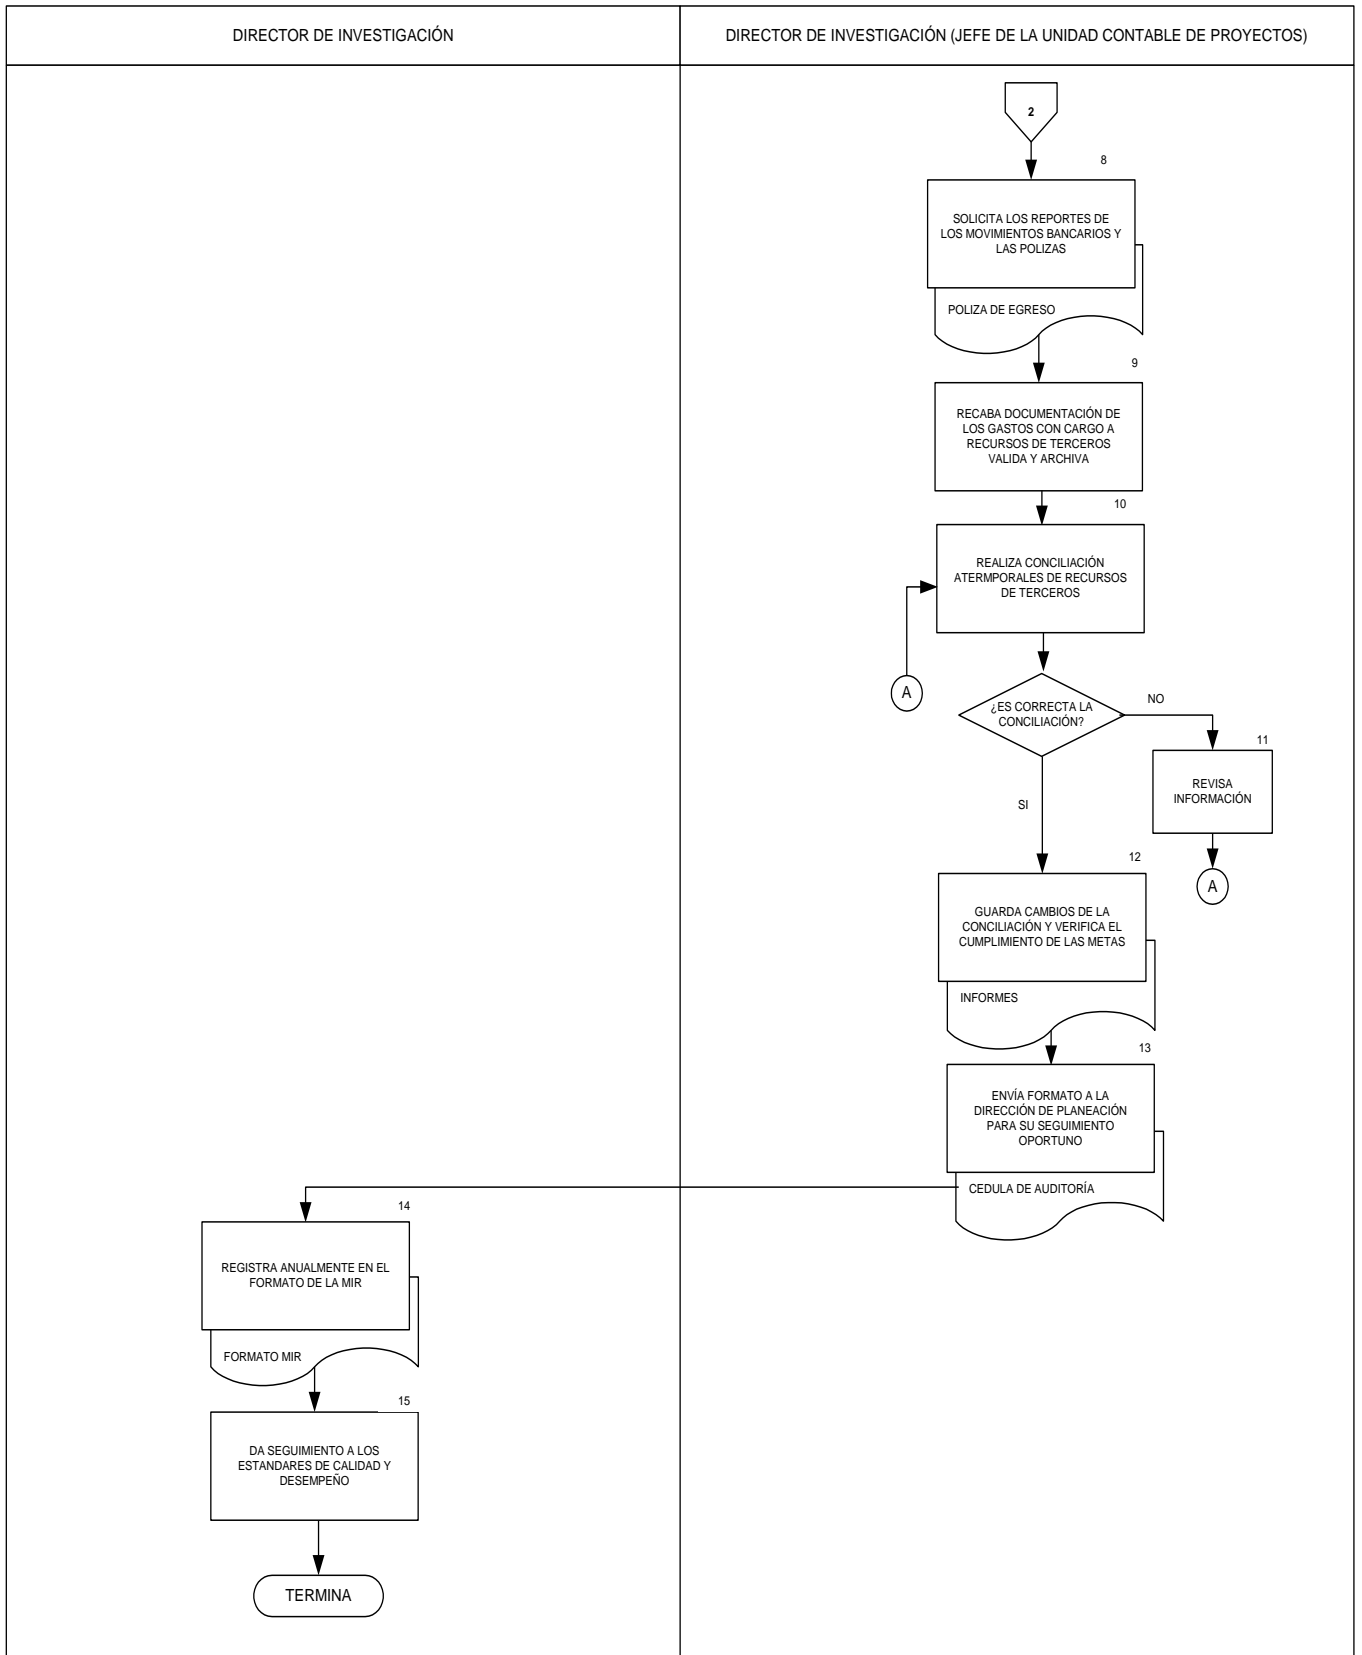 DIRECTOR DE INVESTIGACIÓN
DIRECTOR DE INVESTIGACIÓN (JEFE DE LA UNIDAD CONTABLE DE PROYECTOS)
2
8
SOLICITA LOS REPORTES DE
LOS MOVIMIENTOS BANCARIOS Y
LAS POLIZAS
POLIZA DE EGRESO
9
RECABA DOCUMENTACIÓN DE
LOS GASTOS CON CARGO A
RECURSOS DE TERCEROS
VALIDA Y ARCHIVA
10
REALIZA CONCILIACIÓN
ATERMPORALES DE RECURSOS
DE TERCEROS
A
¿ES CORRECTA LA
CONCILIACIÓN?
NO
11
REVISA
INFORMACIÓN
A
SI
12
GUARDA CAMBIOS DE LA
CONCILIACIÓN Y VERIFICA EL
CUMPLIMIENTO DE LAS METAS
INFORMES
13
ENVÍA FORMATO A LA
DIRECCIÓN DE PLANEACIÓN
PARA SU SEGUIMIENTO
OPORTUNO
CEDULA DE AUDITORÍA
14
REGISTRA ANUALMENTE EN EL
FORMATO DE LA MIR
FORMATO MIR
15
DA SEGUIMIENTO A LOS
ESTANDARES DE CALIDAD Y
DESEMPEÑO
TERMINA